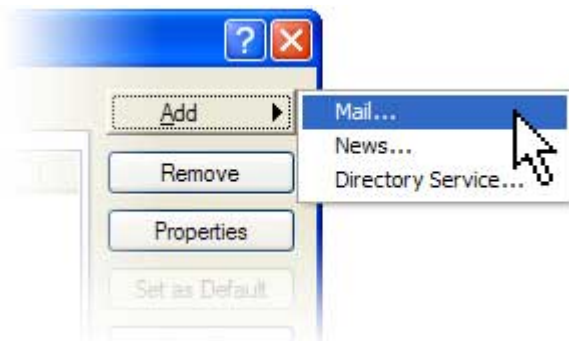 ?
Add
Mail...
News...
Directory Service...
Remove
Properties
Set as Default